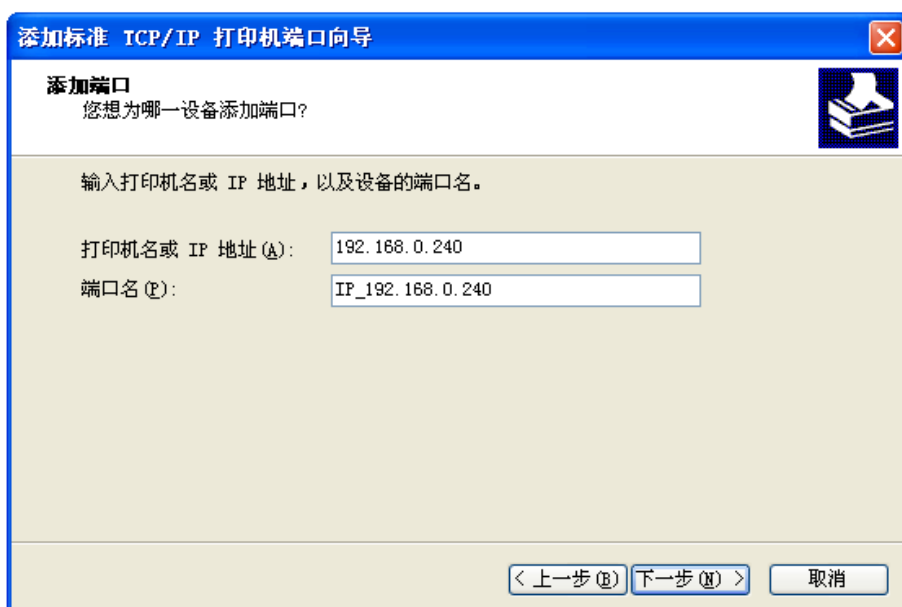 添加标准 TCP/IP 打印机端口向导
添加端口
您想为哪一设备添加端口?
输入打印机名或 IP 地址，以及设备的端口名。
打印机名或 IP 地址(A): 192.168.0.240
端口名(P): IP_192.168.0.240
< 上一步(B) 下一步(N) > 取消